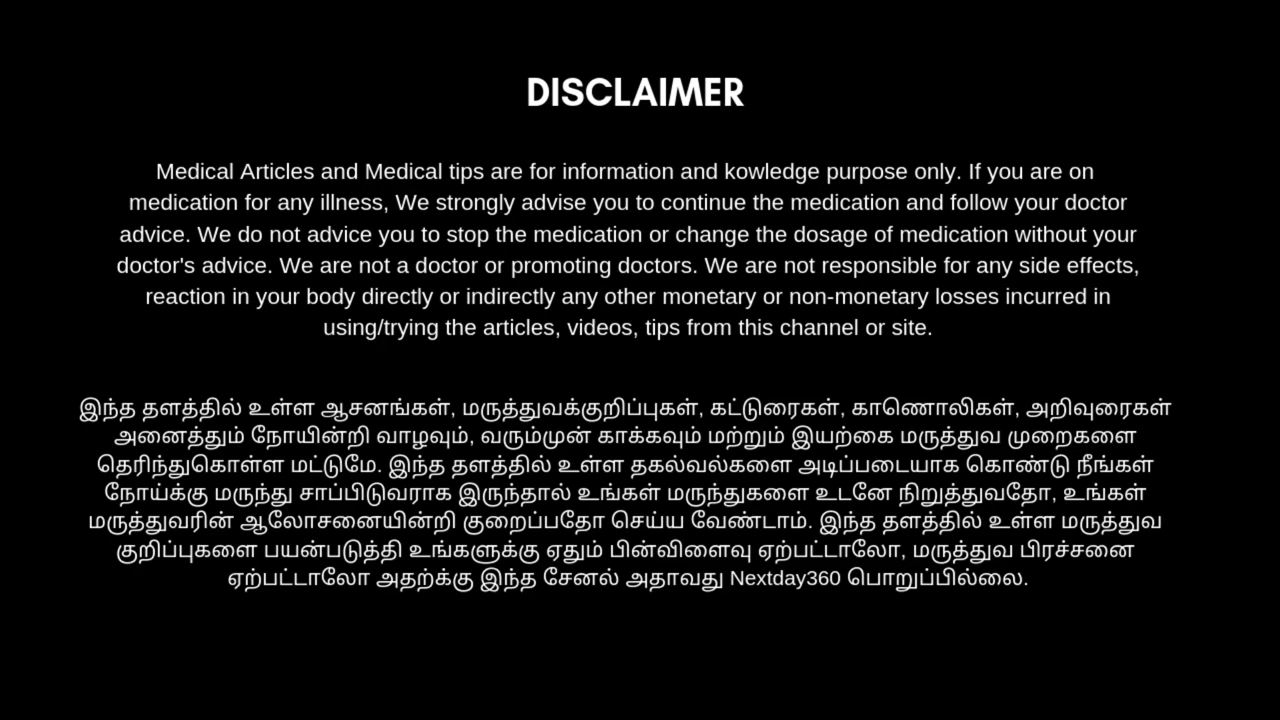 DISCLAIMER
Medical Articles and Medical tips are for information and kowledge purpose only. If you are on
medication for any illness, We strongly advise you to continue the medication and follow your doctor
advice. We do not advice you to stop the medication or change the dosage of medication without your
doctor's advice. We are not a doctor or promoting doctors. We are not responsible for any side effects,
reaction in your body directly or indirectly any other monetary or non-monetary losses incurred in
using/trying the articles, videos, tips from this channel or site.
இந்த தளத்தில் உள்ள ஆசனங்கள், மருத்துவக்குறிப்புகள், கட்டுரைகள், காணொலிகள், அறிவுரைகள்
அனைத்தும் நோயின்றி வாழவும், வரும்முன் காக்கவும் மற்றும் இயற்கை மருத்துவ முறைகளை
தெரிந்துகொள்ள மட்டுமே. இந்த தளத்தில் உள்ள தகல்வல்களை அடிப்படையாக கொண்டு நீங்கள்
நோய்க்கு மருந்து சாப்பிடுவராக இருந்தால் உங்கள் மருந்துகளை உடனே நிறுத்துவதோ, உங்கள்
மருத்துவரின் ஆலோசனையின்றி குறைப்பதோ செய்ய வேண்டாம். இந்த தளத்தில் உள்ள மருத்துவ
குறிப்புகளை பயன்படுத்தி உங்களுக்கு ஏதும் பின்விளைவு ஏற்பட்டாலோ, மருத்துவ பிரச்சனை
ஏற்பட்டாலோ அதற்க்கு இந்த சேனல் அதாவது Nextday360 பொறுப்பில்லை.